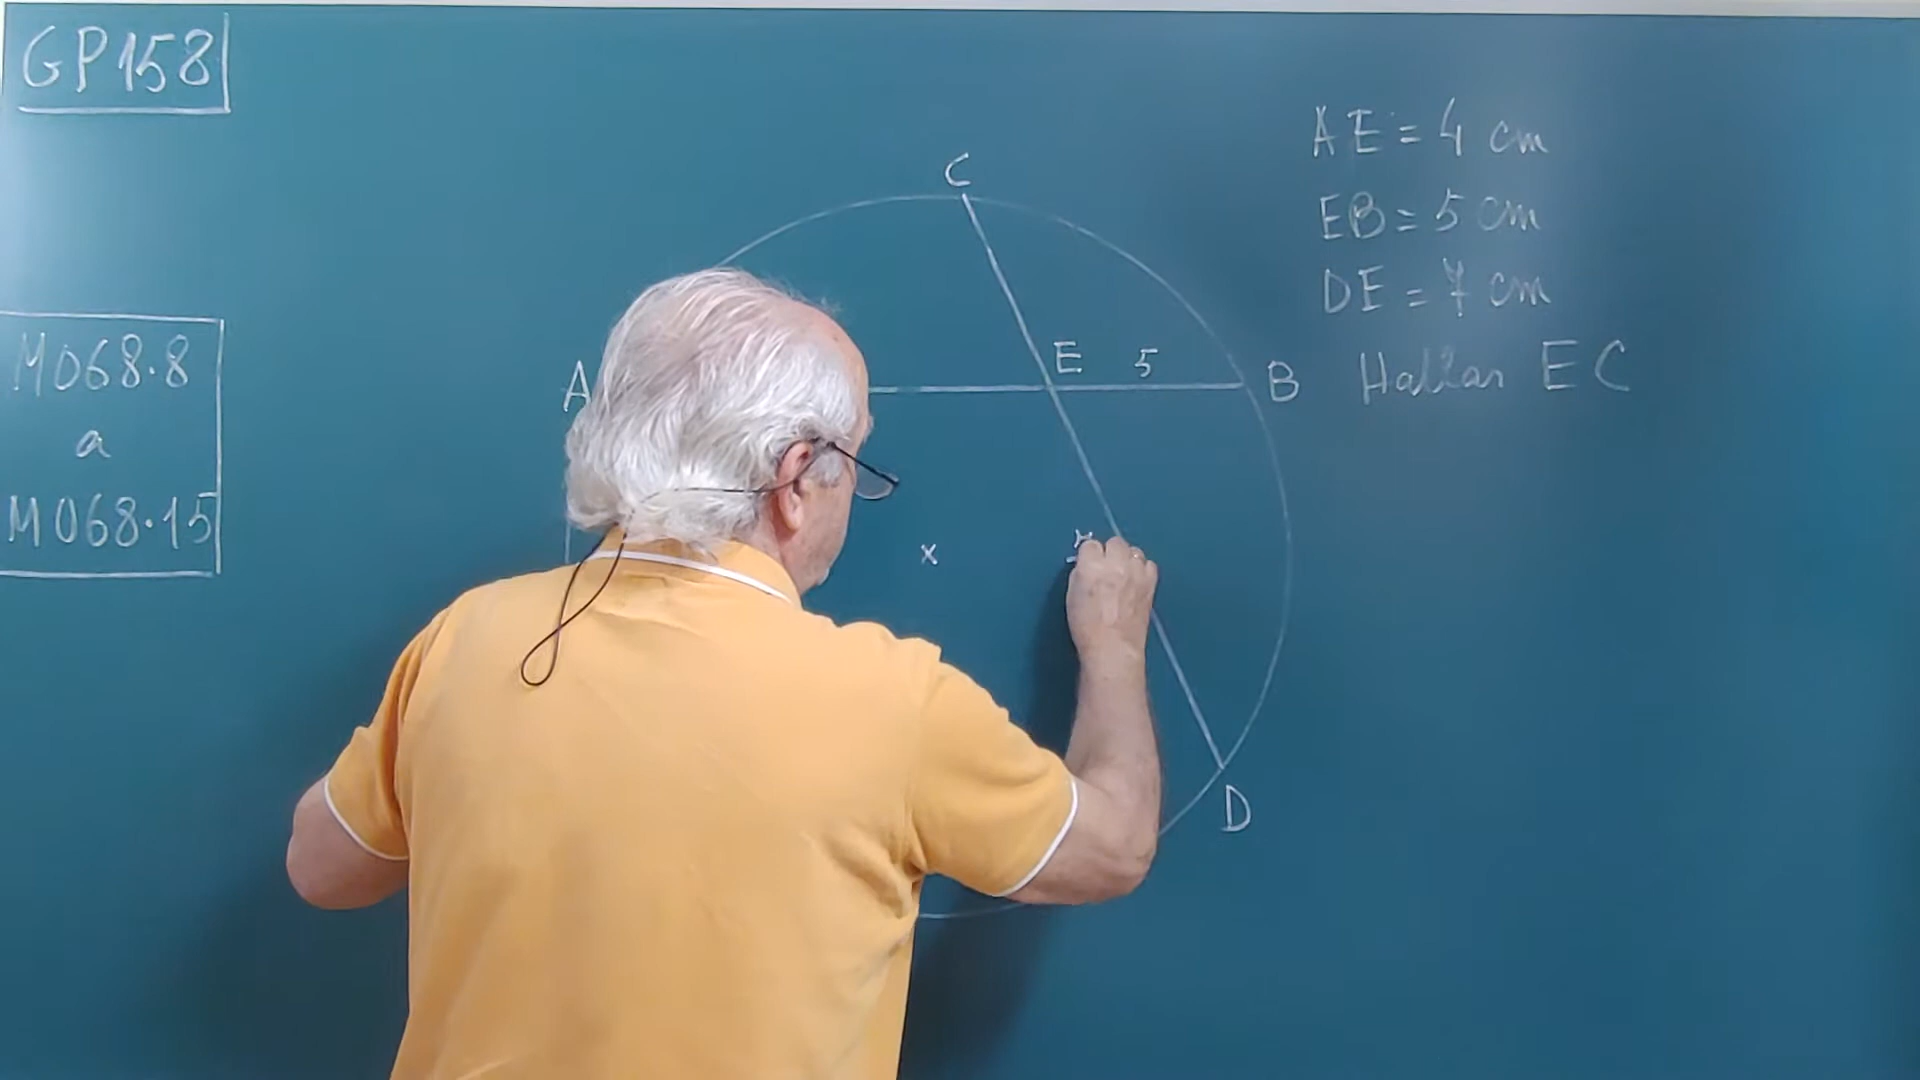 GP158
M068.8
a
M068.15
C
A
E
5
B
D
AE = 4 cm
EB = 5 cm
DE = 7 cm
Hallar EC